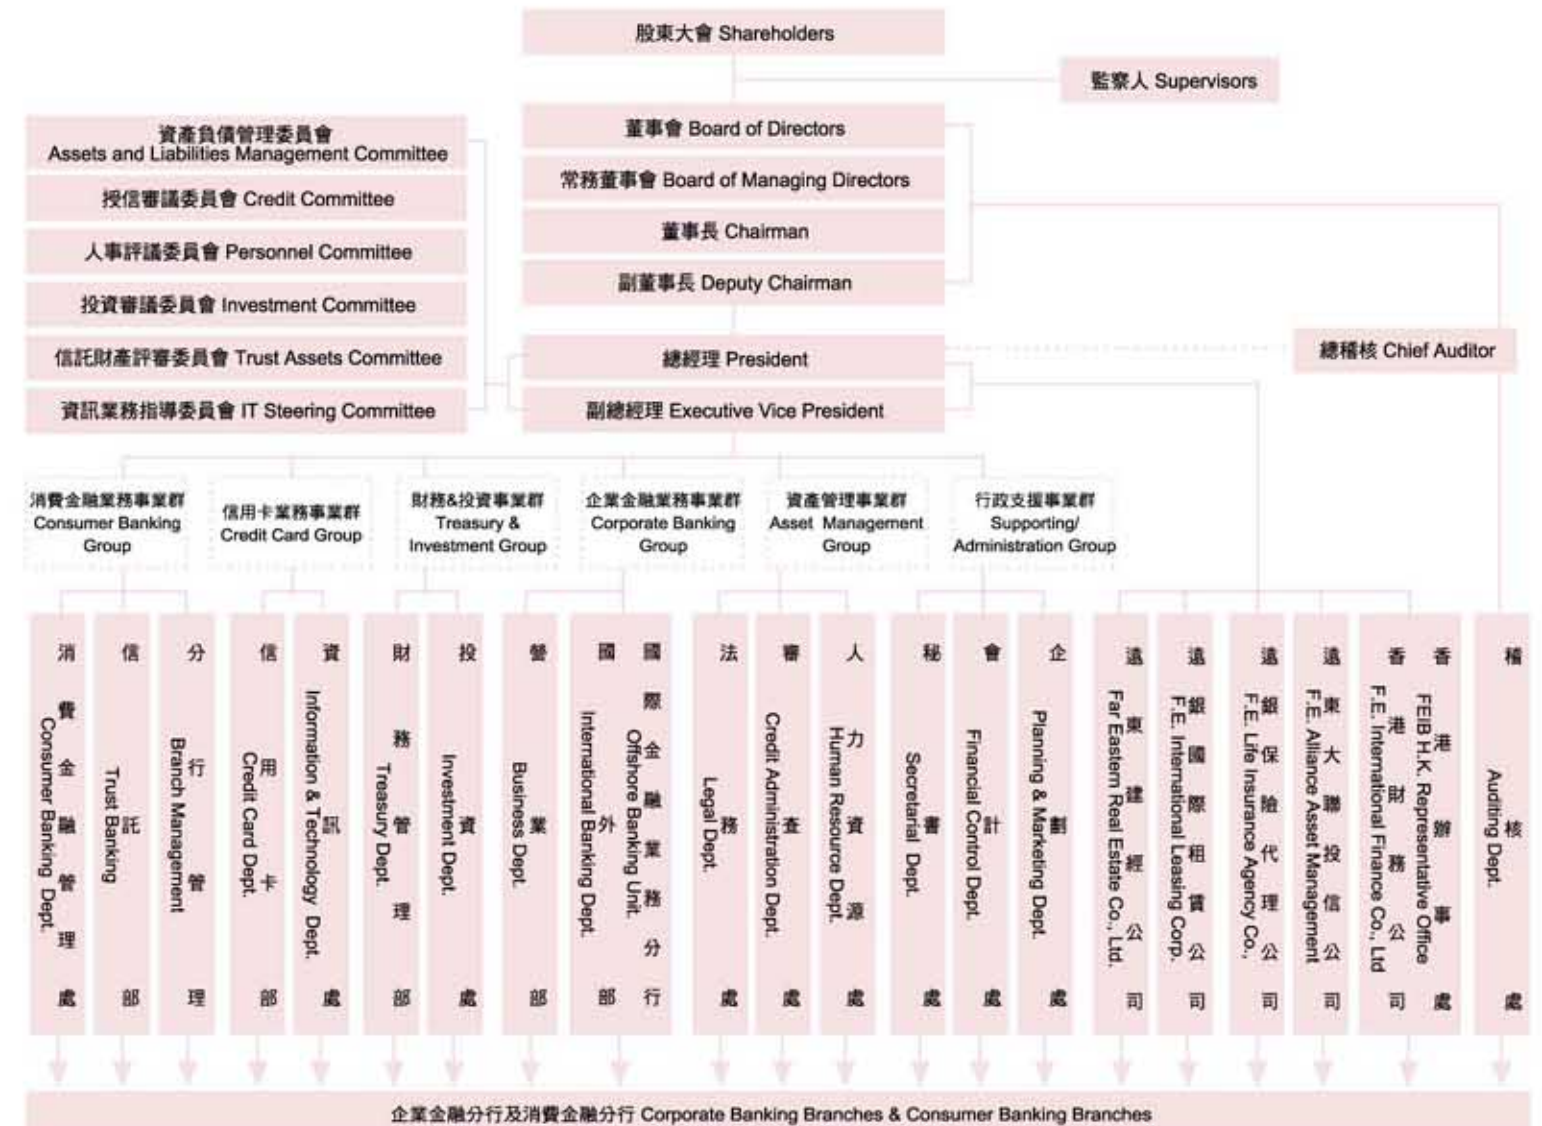 股東大會 Shareholders
監察人 Supervisors
董事會 Board of Directors
常務董事會 Board of Managing Directors
董事長 Chairman
副董事長 Deputy Chairman
資產負債管理委員會
Assets and Liabilities Management Committee
授信審議委員會 Credit Committee
人事評議委員會 Personnel Committee
投資審議委員會 Investment Committee
信託財產評審委員會 Trust Assets Committee
資訊業務指導委員會 IT Steering Committee
總經理 President
副總經理 Executive Vice President
總稽核 Chief Auditor
消費金融業務事業群
Consumer Banking
Group
信用卡業務事業群
Credit Card Group
財務&投資事業群
Treasury &
Investment Group
企業金融業務事業群
Corporate Banking
Group
資產管理事業群
Asset Management
Group
行政支援事業群
Supporting/
Administration Group
消費金融管理處
Consumer Banking Dept.
信託部
Trust Banking
分行管理
Branch Management
信用卡部
Credit Card Dept.
資訊處
Information & Technology Dept.
財務管理部
Treasury Dept.
投資處
Investment Dept.
營業部
Business Dept.
國外部
International Banking Dept.
國際金融業務分行
Offshore Banking Unit.
法務處
Legal Dept.
審查處
Credit Administration Dept.
人力資源處
Human Resource Dept.
秘書處
Secretarial Dept.
會計處
Financial Control Dept.
企劃處
Planning & Marketing Dept.
遠東建經公司
Far Eastern Real Estate Co., Ltd.
遠銀國際租賃公司
F.E. International Leasing Corp.
遠銀保險代理公司
F.E. Life Insurance Agency Co.,
遠東大聯投信公司
F.E. Alliance Asset Management
香港財務公司
F.E. International Finance Co., Ltd
香港辦事處
FEIB H.K. Representative Office
稽核處
Auditing Dept.
企業金融分行及消費金融分行 Corporate Banking Branches & Consumer Banking Branches